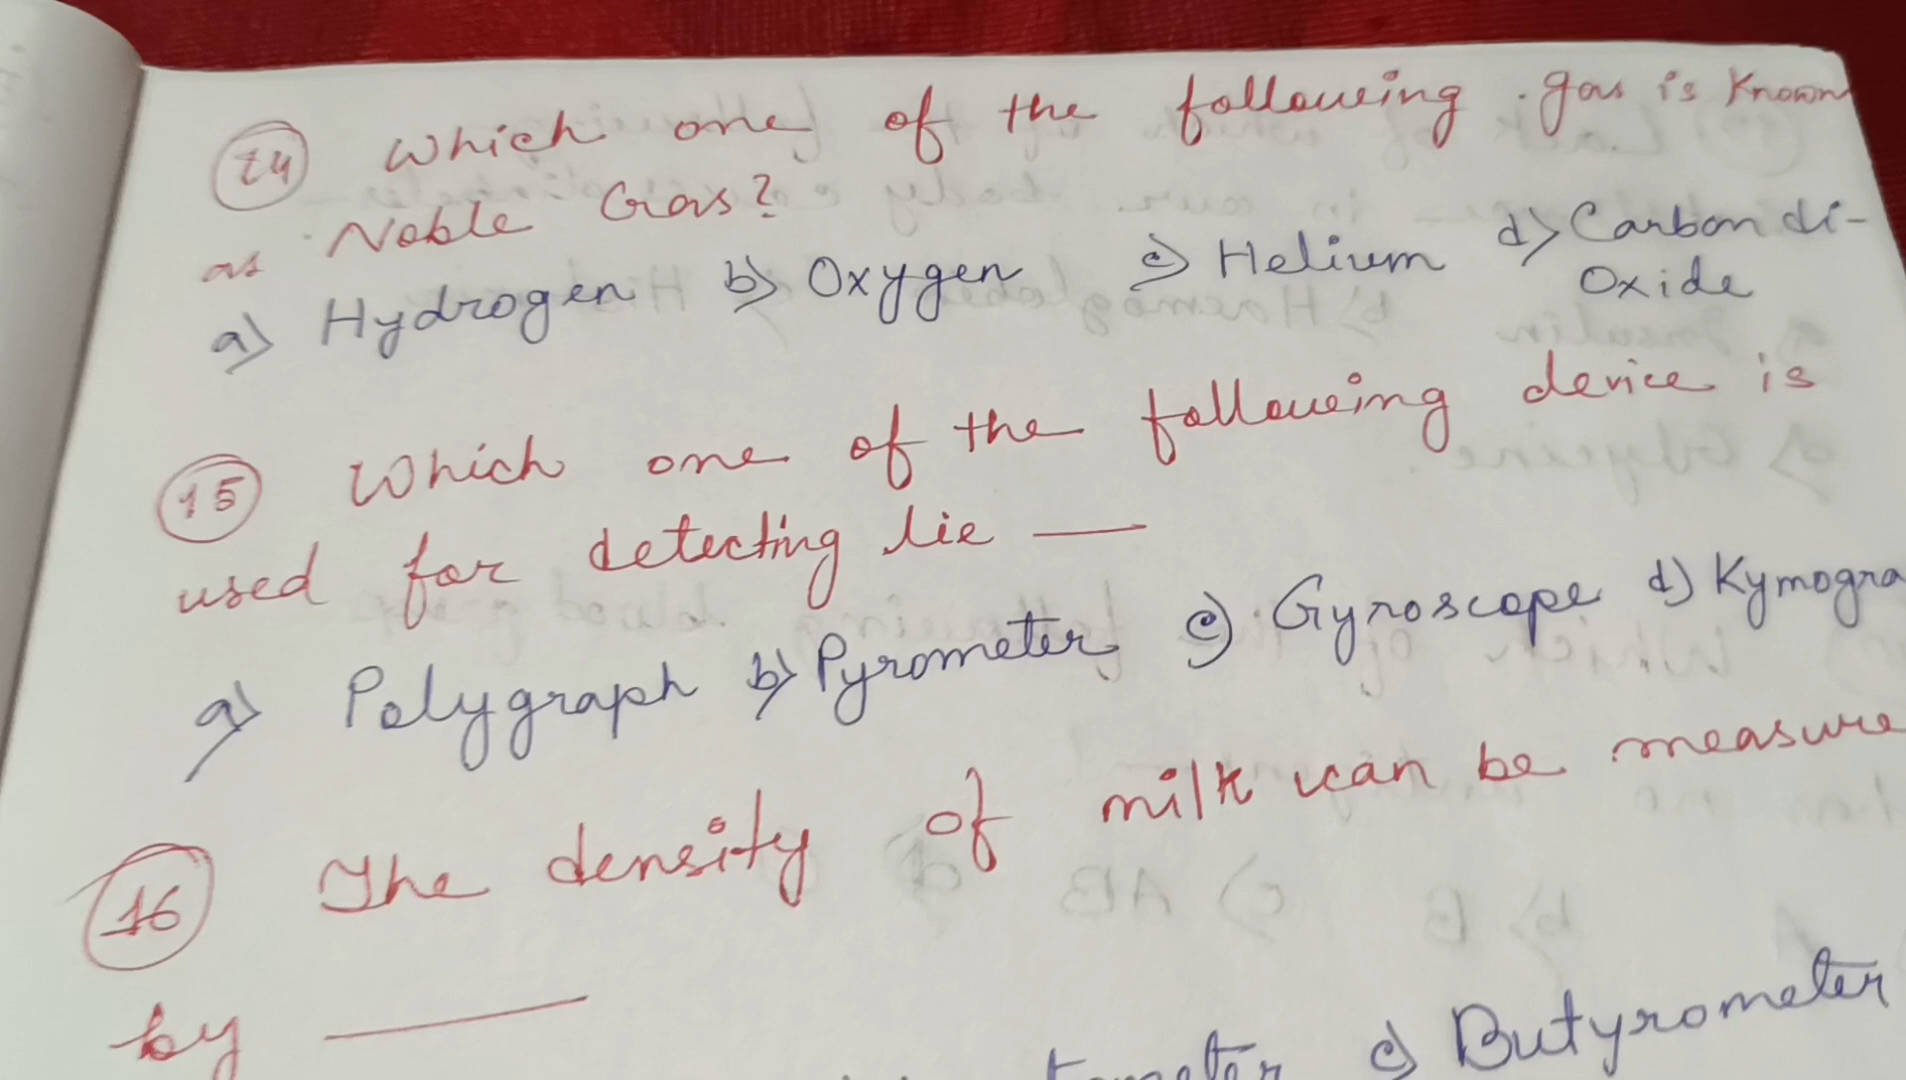 14 Which one of the following gas is known
as Noble Gas?
a) Hydrogen b) Oxygen c) Helium d) Carbon di-
Oxide
15 Which one of the following device is
used for detecting lie —
a) Polygraph b) Pyrometer c) Gyroscope d) Kymogra
16 The density of milk can be measure
by —
c) Butyrometer